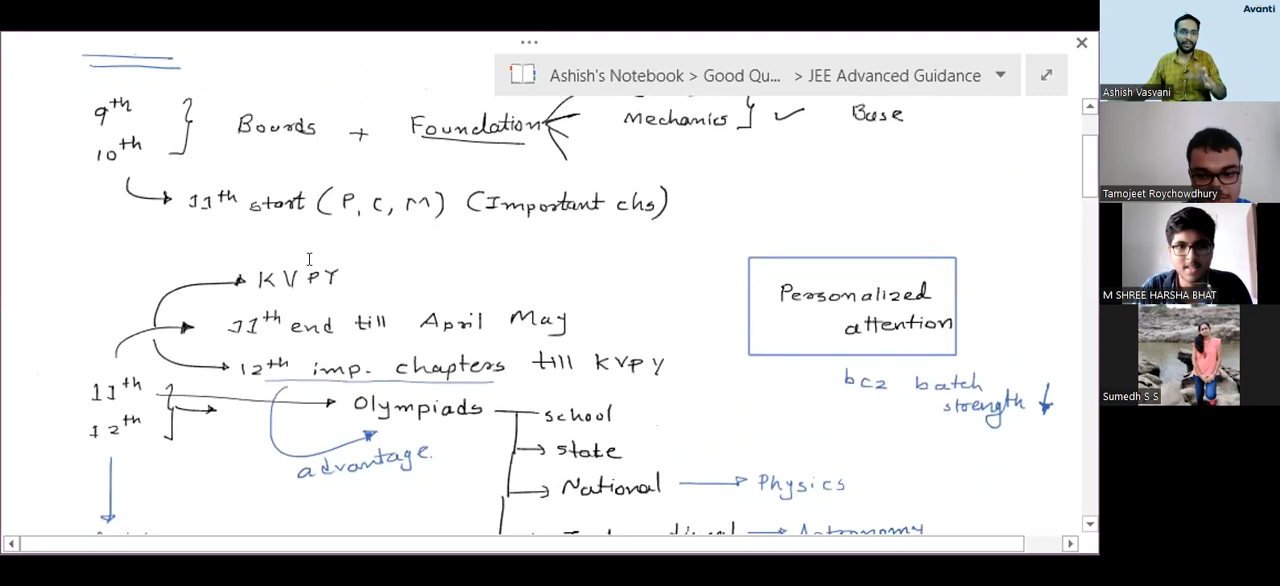 Avanti
Ashish's Notebook > Good Qu... > JEE Advanced Guidance
Ashish Vasvani
9th
10th
Boards + Foundation
Mechanics
Base
11th start (P, C, M) (Important chs)
Tamojeet Roychowdhury
KVPY
11th end till April May
12th imp. chapters till KVPY
Personalized
attention
M SHREE HARSHA BHAT
bcz batch
strength ↓
11th
12th
Olympiads
school
state
National → Physics
advantage.
Astronomy
Sumedh S S